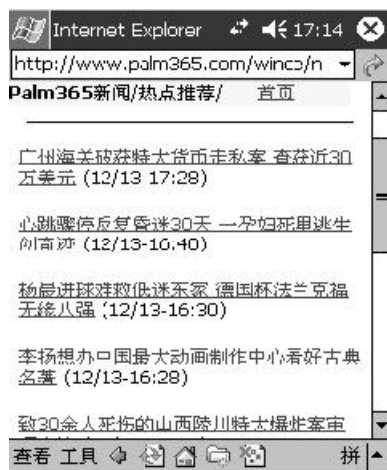 Internet Explorer 17:14
http://www.palm365.com/wince/n
Palm365新闻/热点推荐/ 首页
广州海关破获特大货币走私案 查获近30
万美元 (12/13 17:28)
心跳骤停反复昏迷30天 一孕妇死里逃生
创奇迹 (12/13-16:40)
杨晨进球难救低迷东家 德国杯法兰克福
无缘八强 (12/13-16:30)
李扬想办中国最大动画制作中心看好古典
名著 (12/13-16:28)
致30余人死伤的山西陵川特大爆炸案审
查看 工具 拼